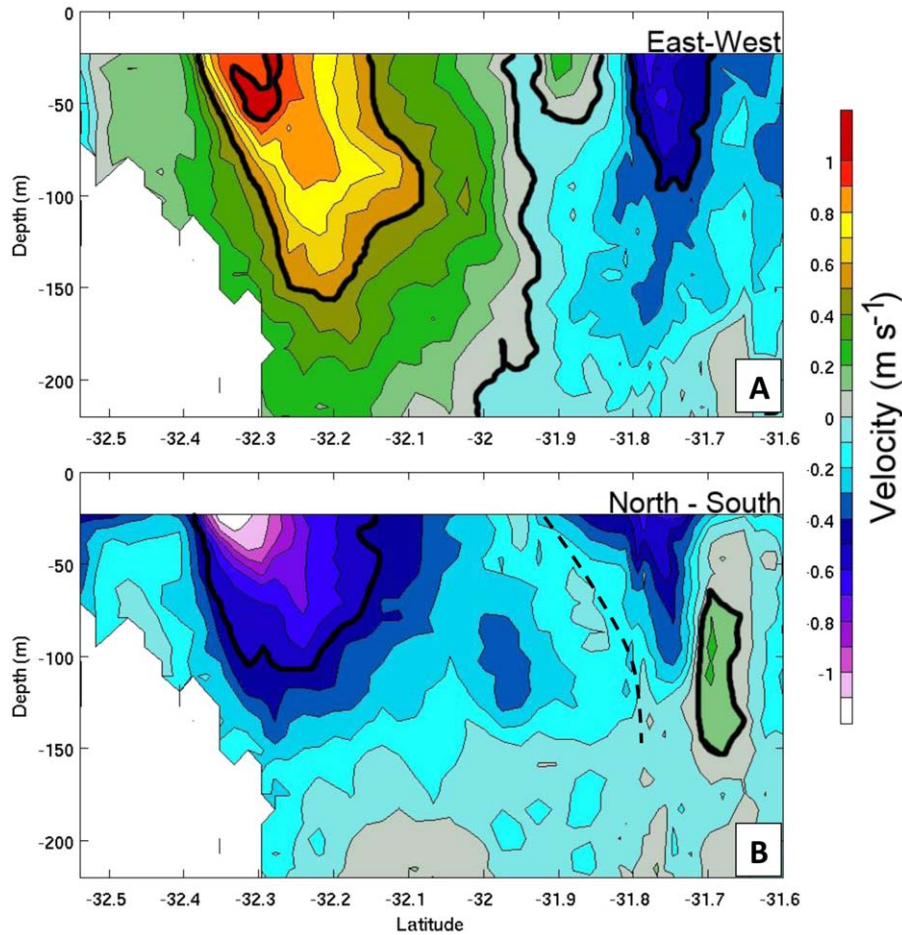 East-West
0
-50
-100
-150
-200
Depth (m)
A
-32.5 -32.4 -32.3 -32.2 -32.1 -32 -31.9 -31.8 -31.7 -31.6
North - South
0
-50
-100
-150
-200
Depth (m)
B
-32.5 -32.4 -32.3 -32.2 -32.1 -32 -31.9 -31.8 -31.7 -31.6
Latitude
1
0.8
0.6
0.4
0.2
0
-0.2
-0.4
-0.6
-0.8
-1
Velocity (m s⁻¹)